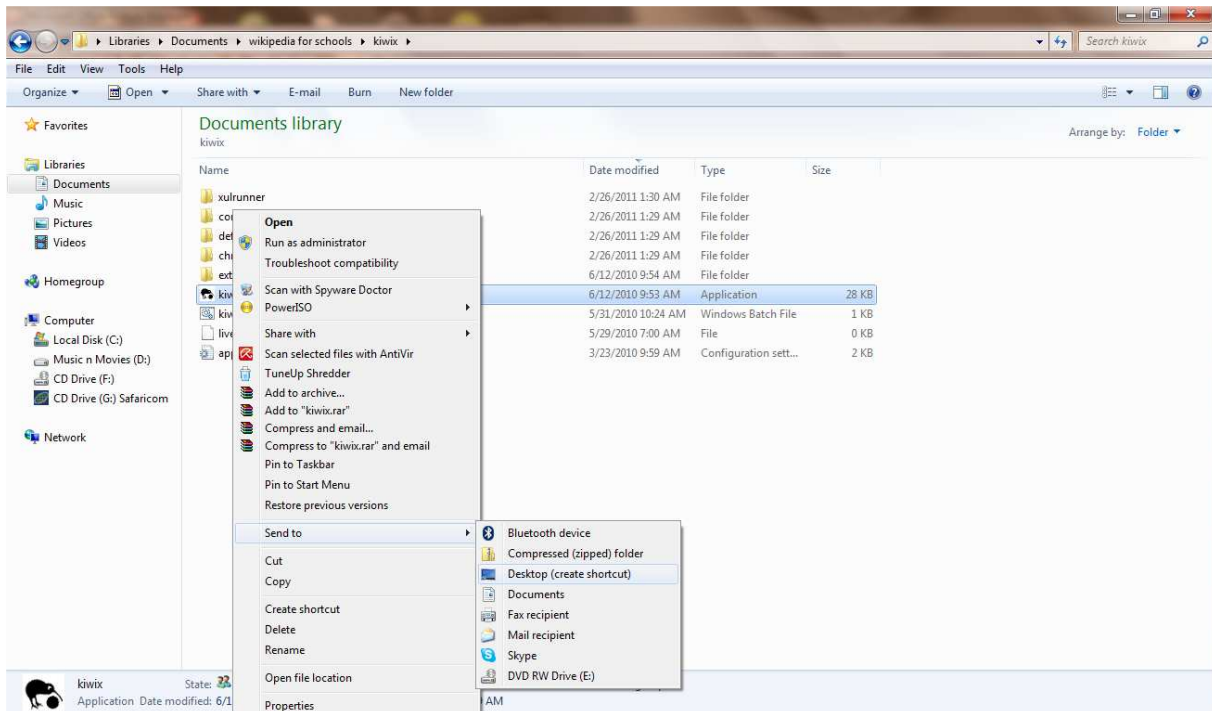 Libraries ▸ Documents ▸ wikipedia for schools ▸ kiwix ▸
Search kiwix
File Edit View Tools Help
Organize Open Share with E-mail Burn New folder
Favorites
Libraries
Documents
Music
Pictures
Videos
Homegroup
Computer
Local Disk (C:)
Music n Movies (D:)
CD Drive (F:)
CD Drive (G:) Safaricom
Network
Documents library
kiwix
Arrange by: Folder
Name Date modified Type Size
xulrunner 2/26/2011 1:30 AM File folder
2/26/2011 1:29 AM File folder
2/26/2011 1:29 AM File folder
2/26/2011 1:29 AM File folder
ext 6/12/2010 9:54 AM File folder
6/12/2010 9:53 AM Application 28 KB
5/31/2010 10:24 AM Windows Batch File 1 KB
live 5/29/2010 7:00 AM File 0 KB
3/23/2010 9:59 AM Configuration sett... 2 KB
Open
Run as administrator
Troubleshoot compatibility
Scan with Spyware Doctor
PowerISO
Share with
Scan selected files with AntiVir
TuneUp Shredder
Add to archive...
Add to "kiwix.rar"
Compress and email...
Compress to "kiwix.rar" and email
Pin to Taskbar
Pin to Start Menu
Restore previous versions
Send to
Cut
Copy
Create shortcut
Delete
Rename
Open file location
Properties
Bluetooth device
Compressed (zipped) folder
Desktop (create shortcut)
Documents
Fax recipient
Mail recipient
Skype
DVD RW Drive (E:)
kiwix State:
Application Date modified: 6/1 AM